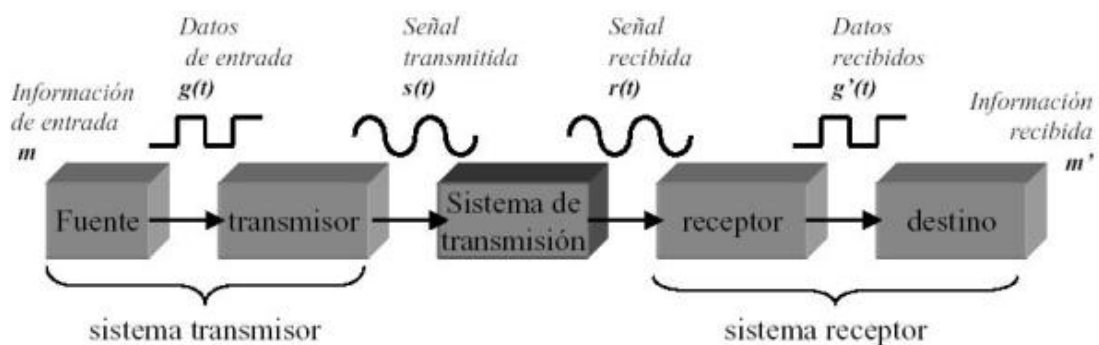 Información
de entrada
m
Datos
de entrada
g(t)
Señal
transmitida
s(t)
Señal
recibida
r(t)
Datos
recibidos
g'(t)
Información
recibida
m'
Fuente
transmisor
Sistema de
transmisión
receptor
destino
sistema transmisor
sistema receptor